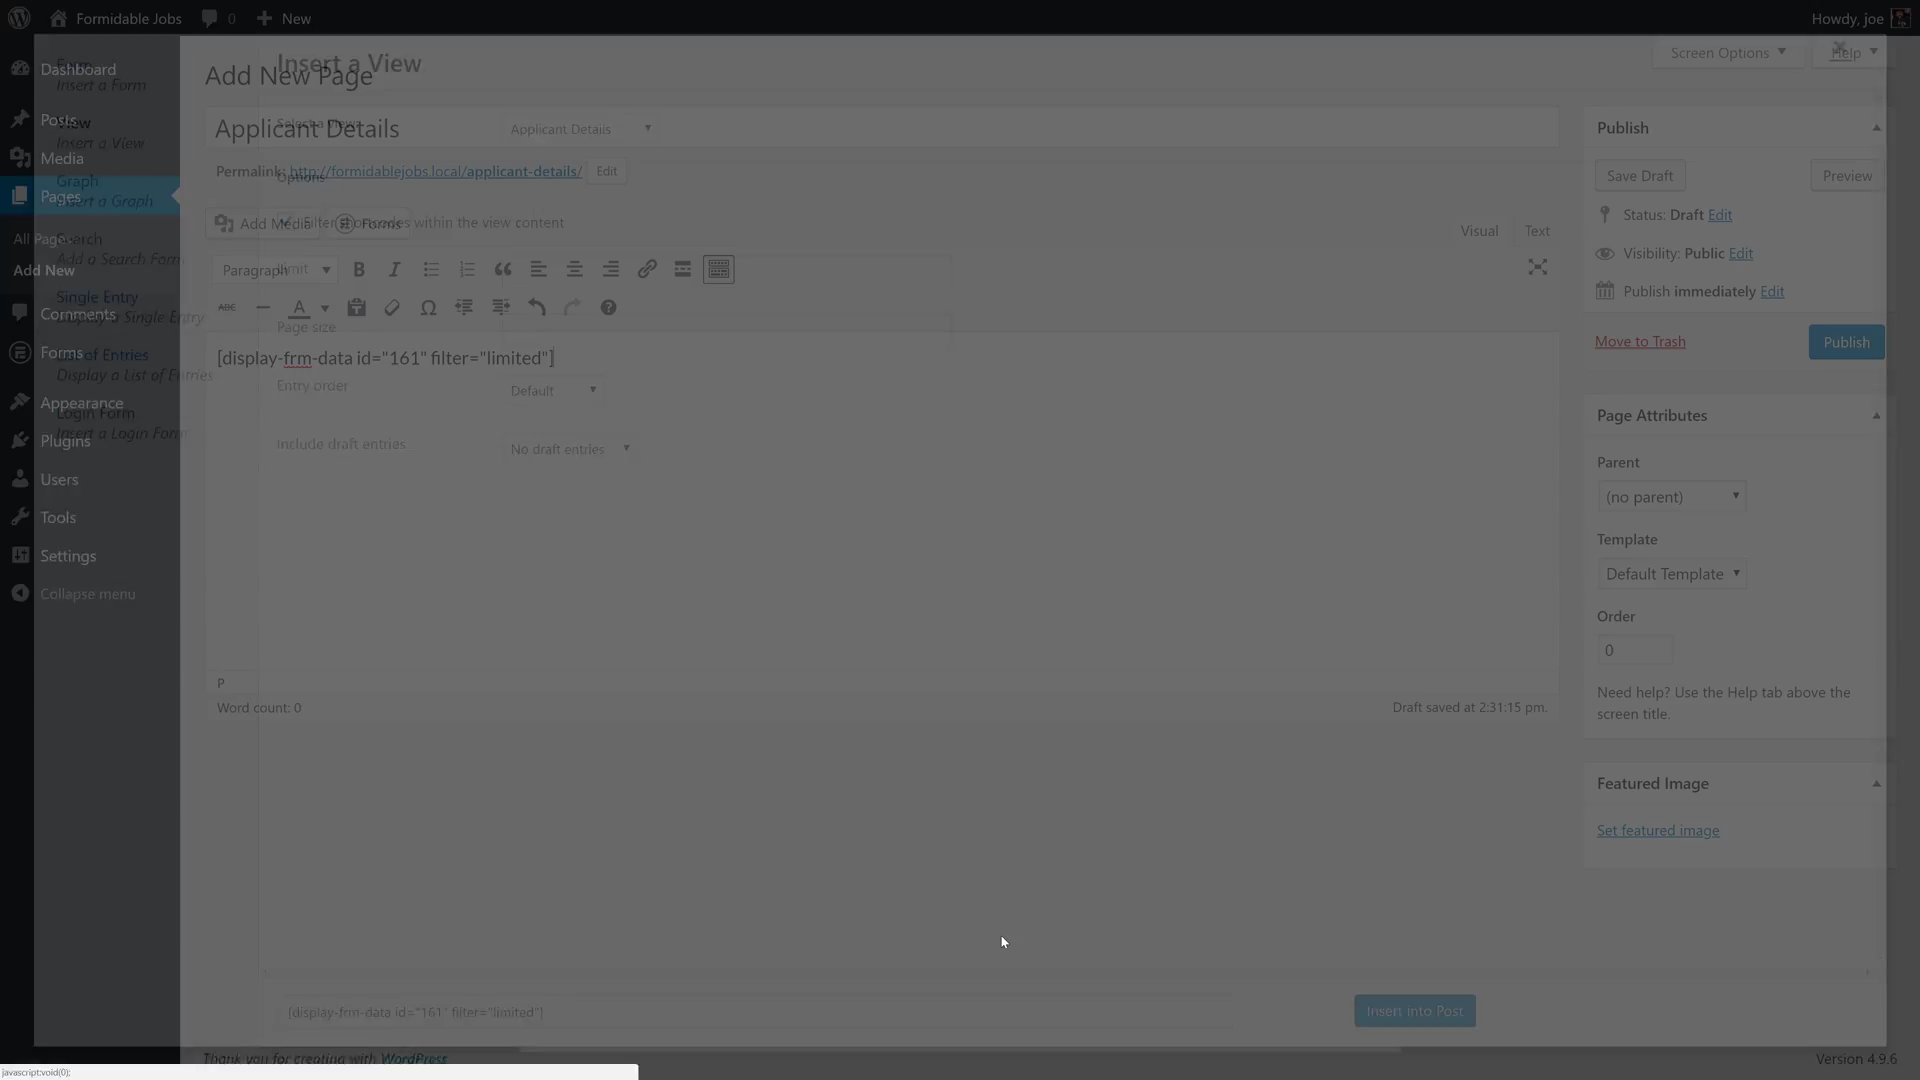 Formidable Jobs
0
New
Howdy, joe
Screen Options
Help
Dashboard
Posts
Media
Pages
All Pages
Add New
Comments
Forms
Appearance
Plugins
Users
Tools
Settings
Collapse menu
Form
Insert a Form
View
Insert a View
Graph
Insert a Graph
Search
Add a Search Form
Single Entry
Display a Single Entry
List of Entries
Display a List of Entries
Login Form
Insert a Login Form
Insert a View
Add New Page
Applicant Details
Select a View
Applicant Details
Permalink: http://formidablejobs.local/applicant-details/
Edit
Options
Add Media
Forms
Filter shortcodes within the view content
Visual
Text
Paragraph
Limit
B
I
ABC
A
Page size
[display-frm-data id="161" filter="limited"]
Entry order
Default
Include draft entries
No draft entries
P
Word count: 0
Draft saved at 2:31:15 pm.
Publish
Save Draft
Preview
Status: Draft Edit
Visibility: Public Edit
Publish immediately Edit
Move to Trash
Publish
Page Attributes
Parent
(no parent)
Template
Default Template
Order
0
Need help? Use the Help tab above the
screen title.
Featured Image
Set featured image
[display-frm-data id="161" filter="limited"]
Insert into Post
Thank you for creating with WordPress
Version 4.9.6
javascript:void(0);